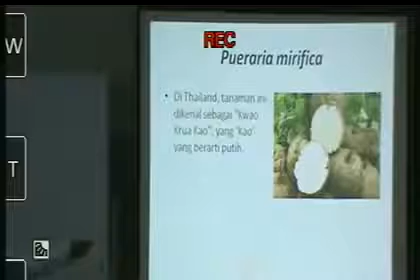 W
REC
Pueraria mirifica
• Di Thailand, tanaman ini
dikenal sebagai "Kwao
Krua Kao", yang 'kao'
yang berarti putih.
T